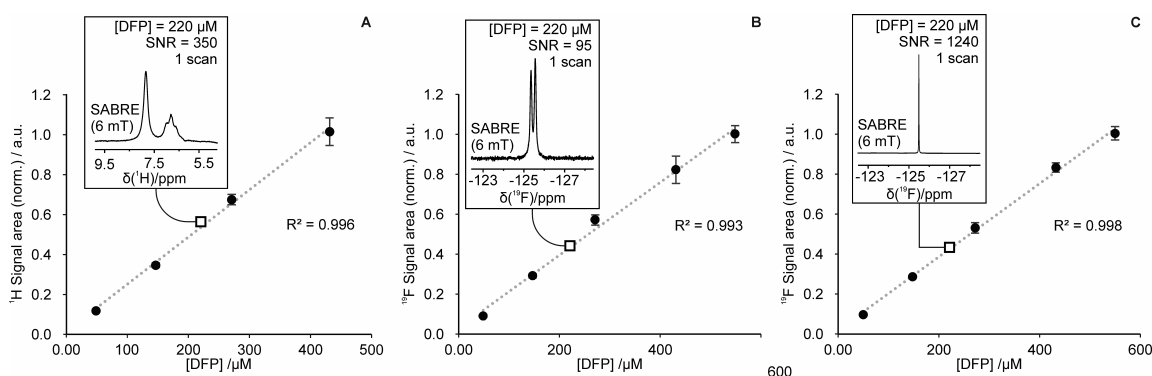 A
[DFP] = 220 µM
SNR = 350
1 scan
SABRE
(6 mT)
9.5 7.5 5.5
δ(¹H)/ppm
¹H Signal area (norm.) / a.u.
1.2
1.0
0.8
0.6
0.4
0.2
0.0
R² = 0.996
0.00 100 200 300 400 500
[DFP] /µM
B
[DFP] = 220 µM
SNR = 95
1 scan
SABRE
(6 mT)
-123 -125 -127
δ(¹⁹F)/ppm
¹⁹F Signal area (norm.) / a.u.
1.2
1.0
0.8
0.6
0.4
0.2
0.0
R² = 0.993
0.00 200 400
600
[DFP] /µM
C
[DFP] = 220 µM
SNR = 1240
1 scan
SABRE
(6 mT)
-123 -125 -127
δ(¹⁹F)/ppm
¹⁹F Signal area (norm.) / a.u.
1.2
1.0
0.8
0.6
0.4
0.2
0.0
R² = 0.998
0.00 200 400 600
[DFP] /µM